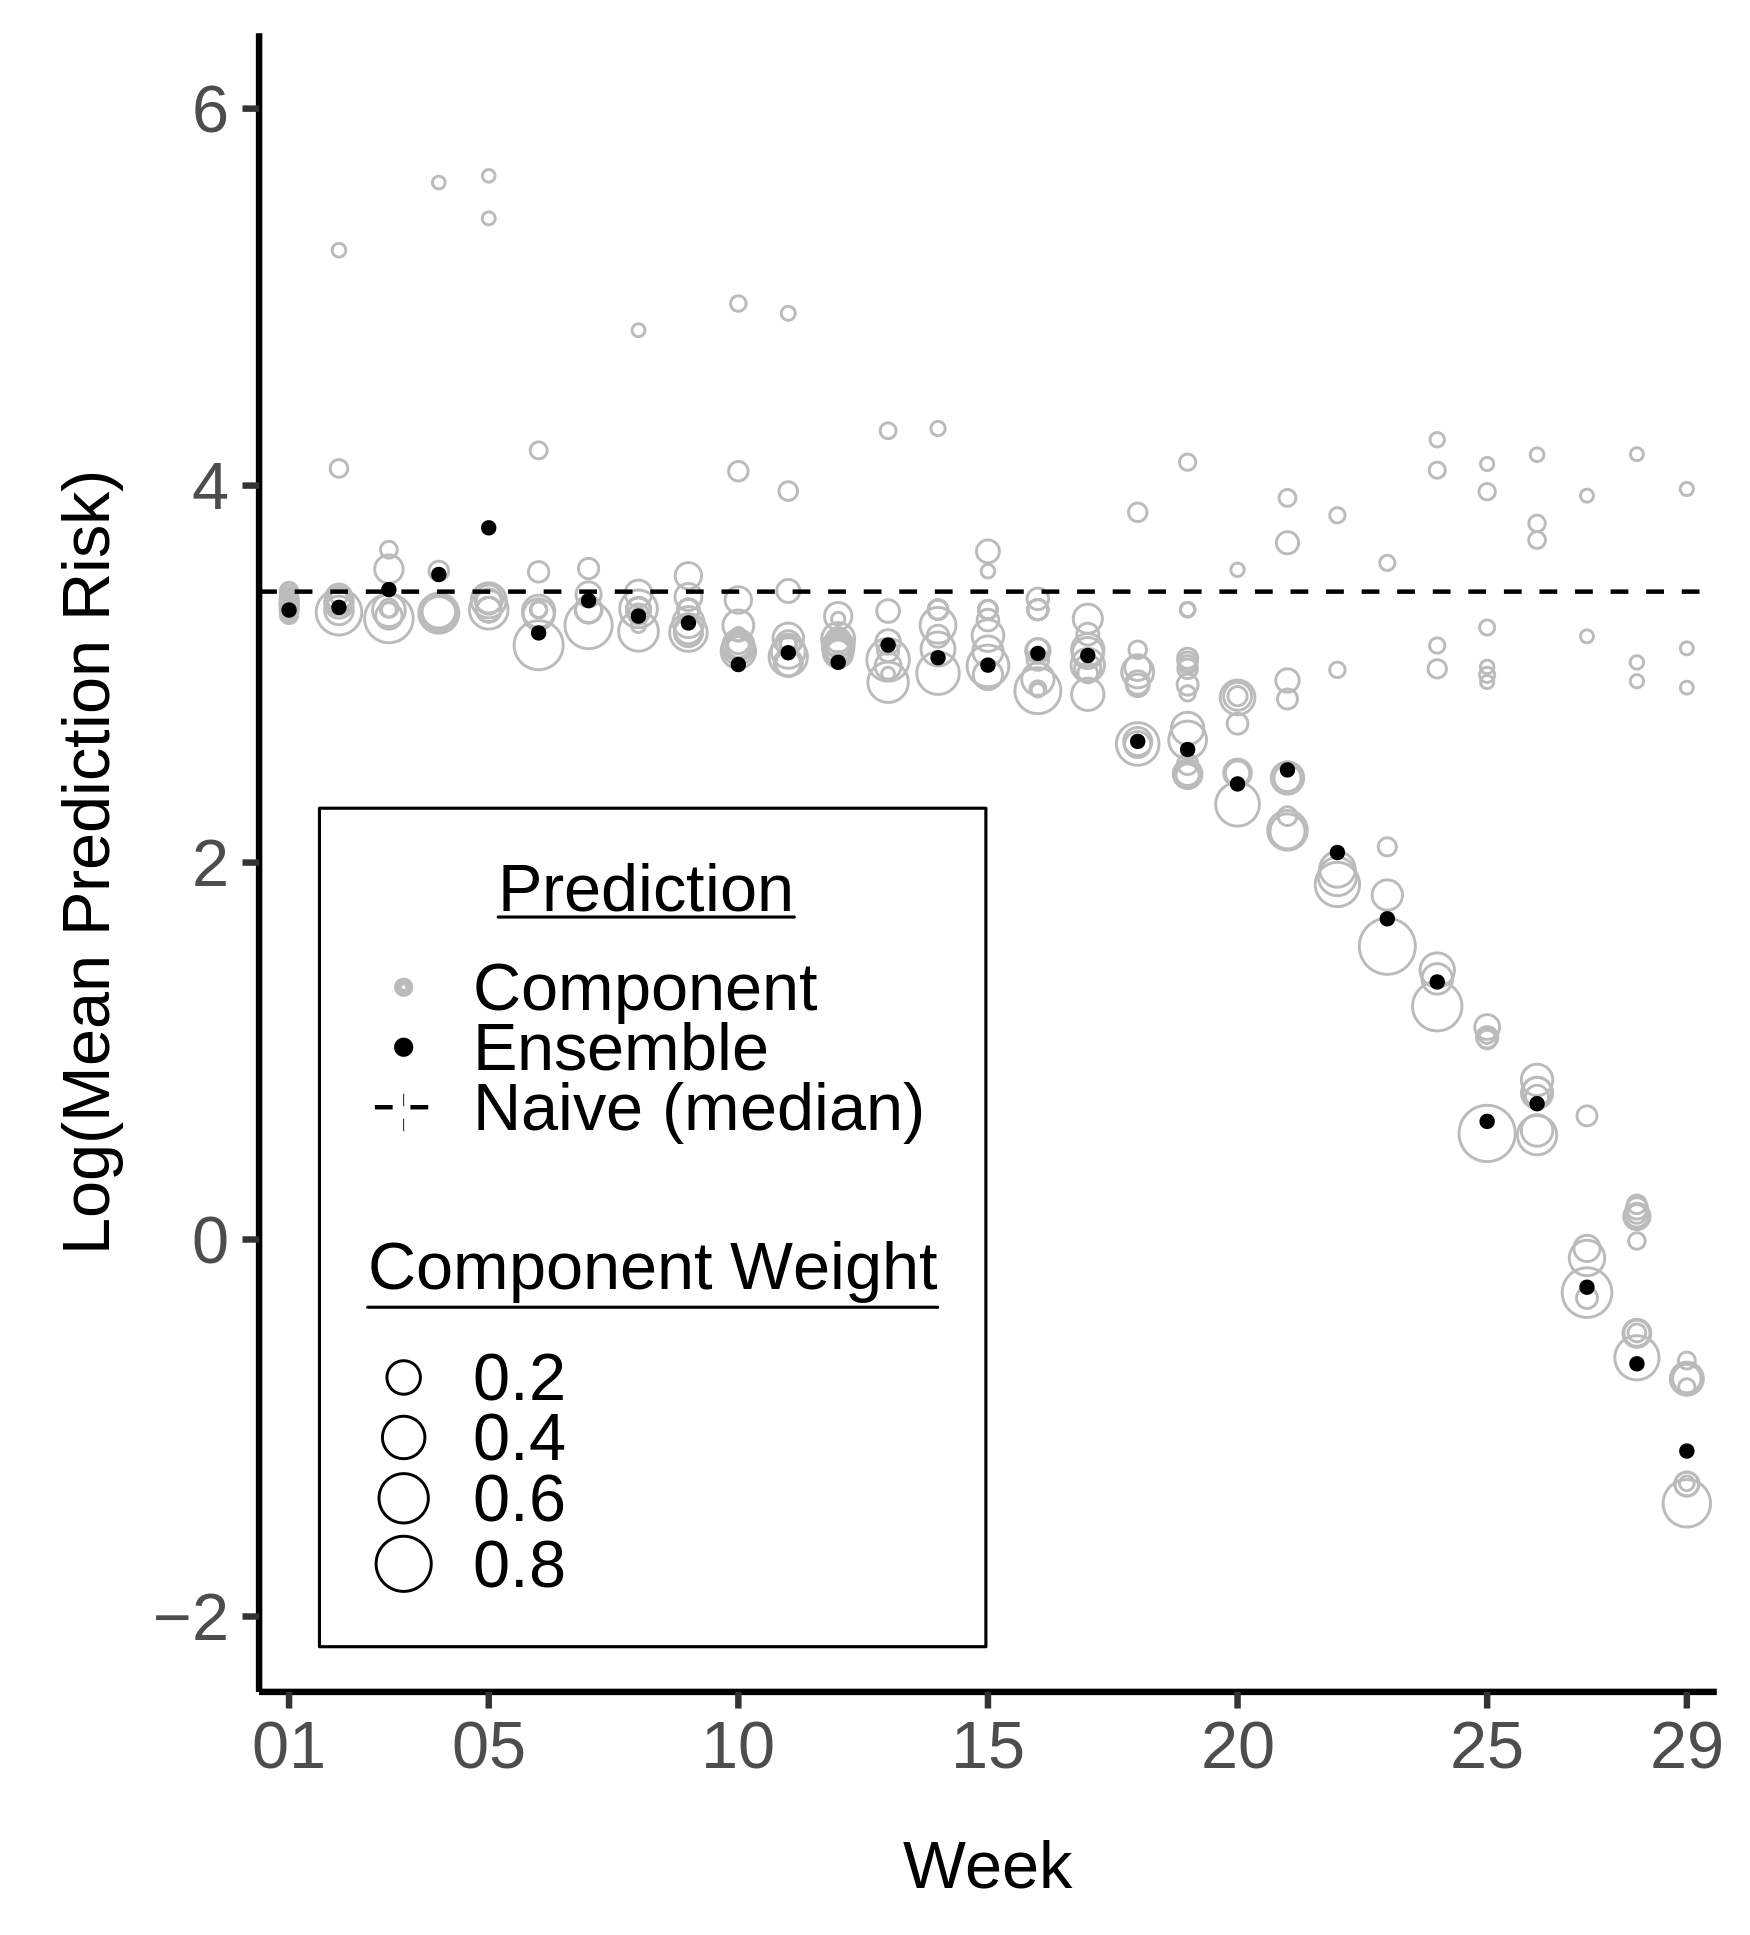 Log(Mean Prediction Risk)
6
4
2
0
−2
Prediction
Component
Ensemble
Naive (median)
Component Weight
0.2
0.4
0.6
0.8
01 05 10 15 20 25 29
Week